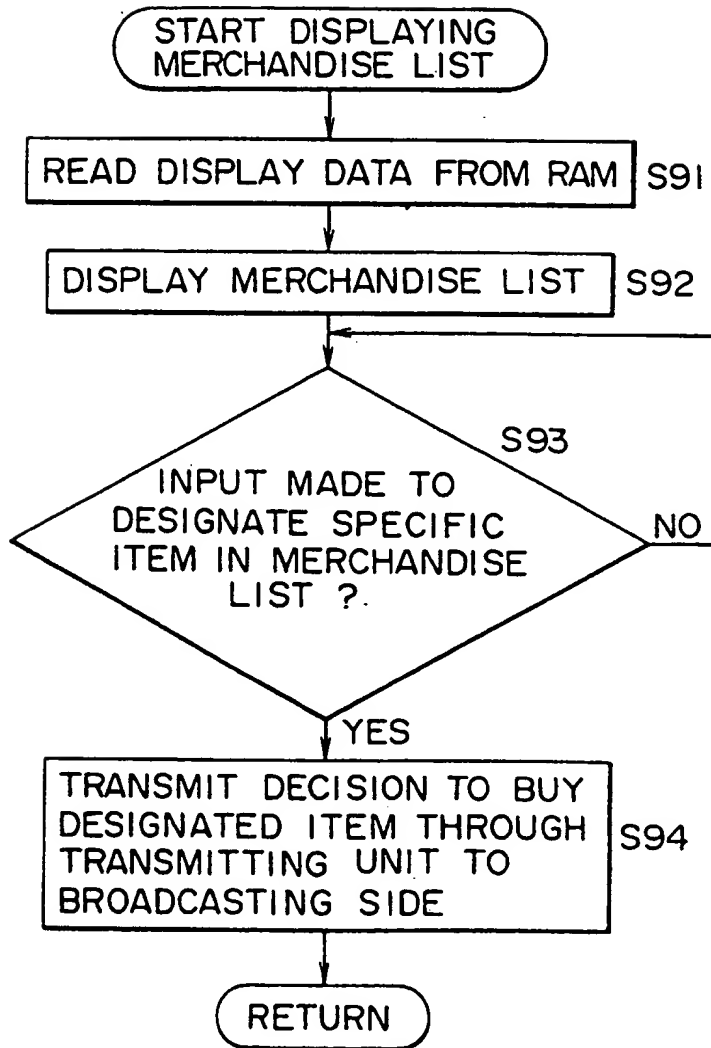 START DISPLAYING
MERCHANDISE LIST
READ DISPLAY DATA FROM RAM
S91
DISPLAY MERCHANDISE LIST
S92
S93
INPUT MADE TO
DESIGNATE SPECIFIC
ITEM IN MERCHANDISE
LIST ?
NO
YES
TRANSMIT DECISION TO BUY
DESIGNATED ITEM THROUGH
TRANSMITTING UNIT TO
BROADCASTING SIDE
S94
RETURN